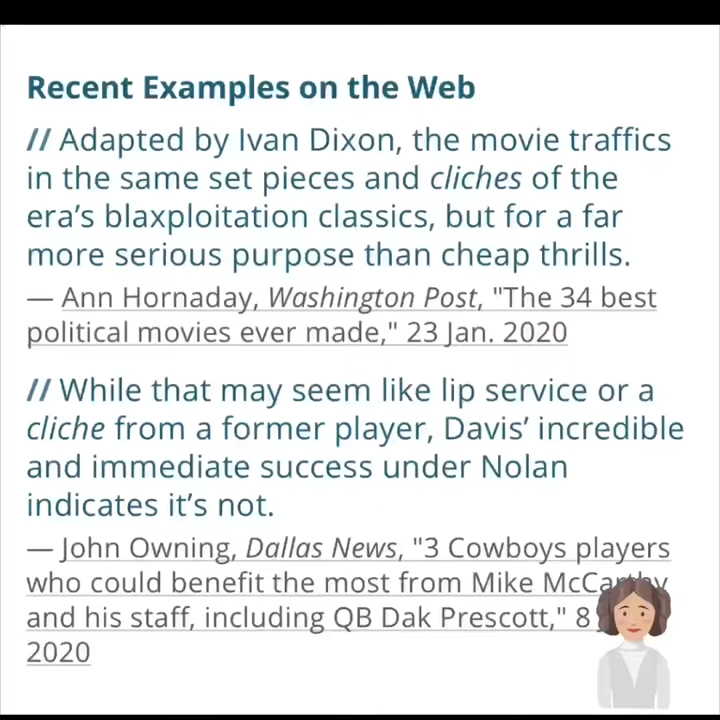 Recent Examples on the Web
// Adapted by Ivan Dixon, the movie traffics
in the same set pieces and cliches of the
era’s blaxploitation classics, but for a far
more serious purpose than cheap thrills.
— Ann Hornaday, Washington Post, "The 34 best
political movies ever made," 23 Jan. 2020
// While that may seem like lip service or a
cliche from a former player, Davis’ incredible
and immediate success under Nolan
indicates it’s not.
— John Owning, Dallas News, "3 Cowboys players
who could benefit the most from Mike McCarthy
and his staff, including QB Dak Prescott," 8
2020